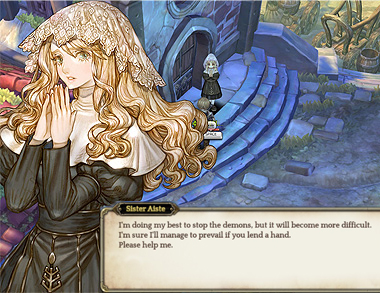 Sister Aiste
I'm doing my best to stop the demons, but it will become more difficult.
I'm sure I'll manage to prevail if you lend a hand.
Please help me.